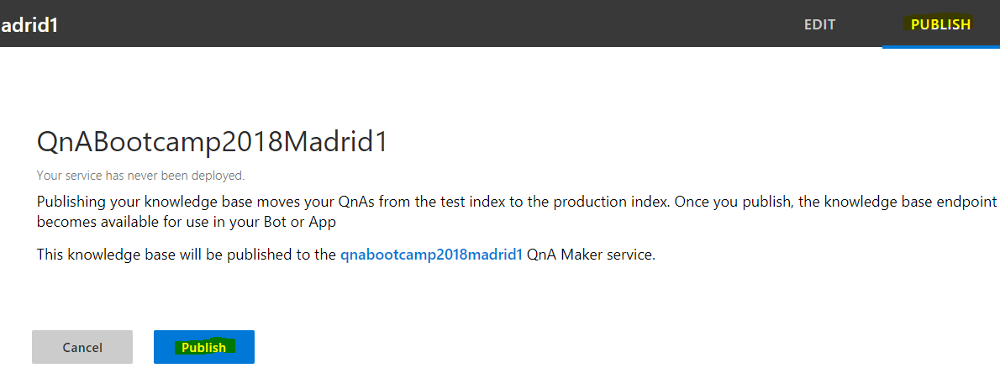 adrid1
EDIT
PUBLISH
QnABootcamp2018Madrid1
Your service has never been deployed.
Publishing your knowledge base moves your QnAs from the test index to the production index. Once you publish, the knowledge base endpoint
becomes available for use in your Bot or App
This knowledge base will be published to the qnabootcamp2018madrid1 QnA Maker service.
Cancel
Publish